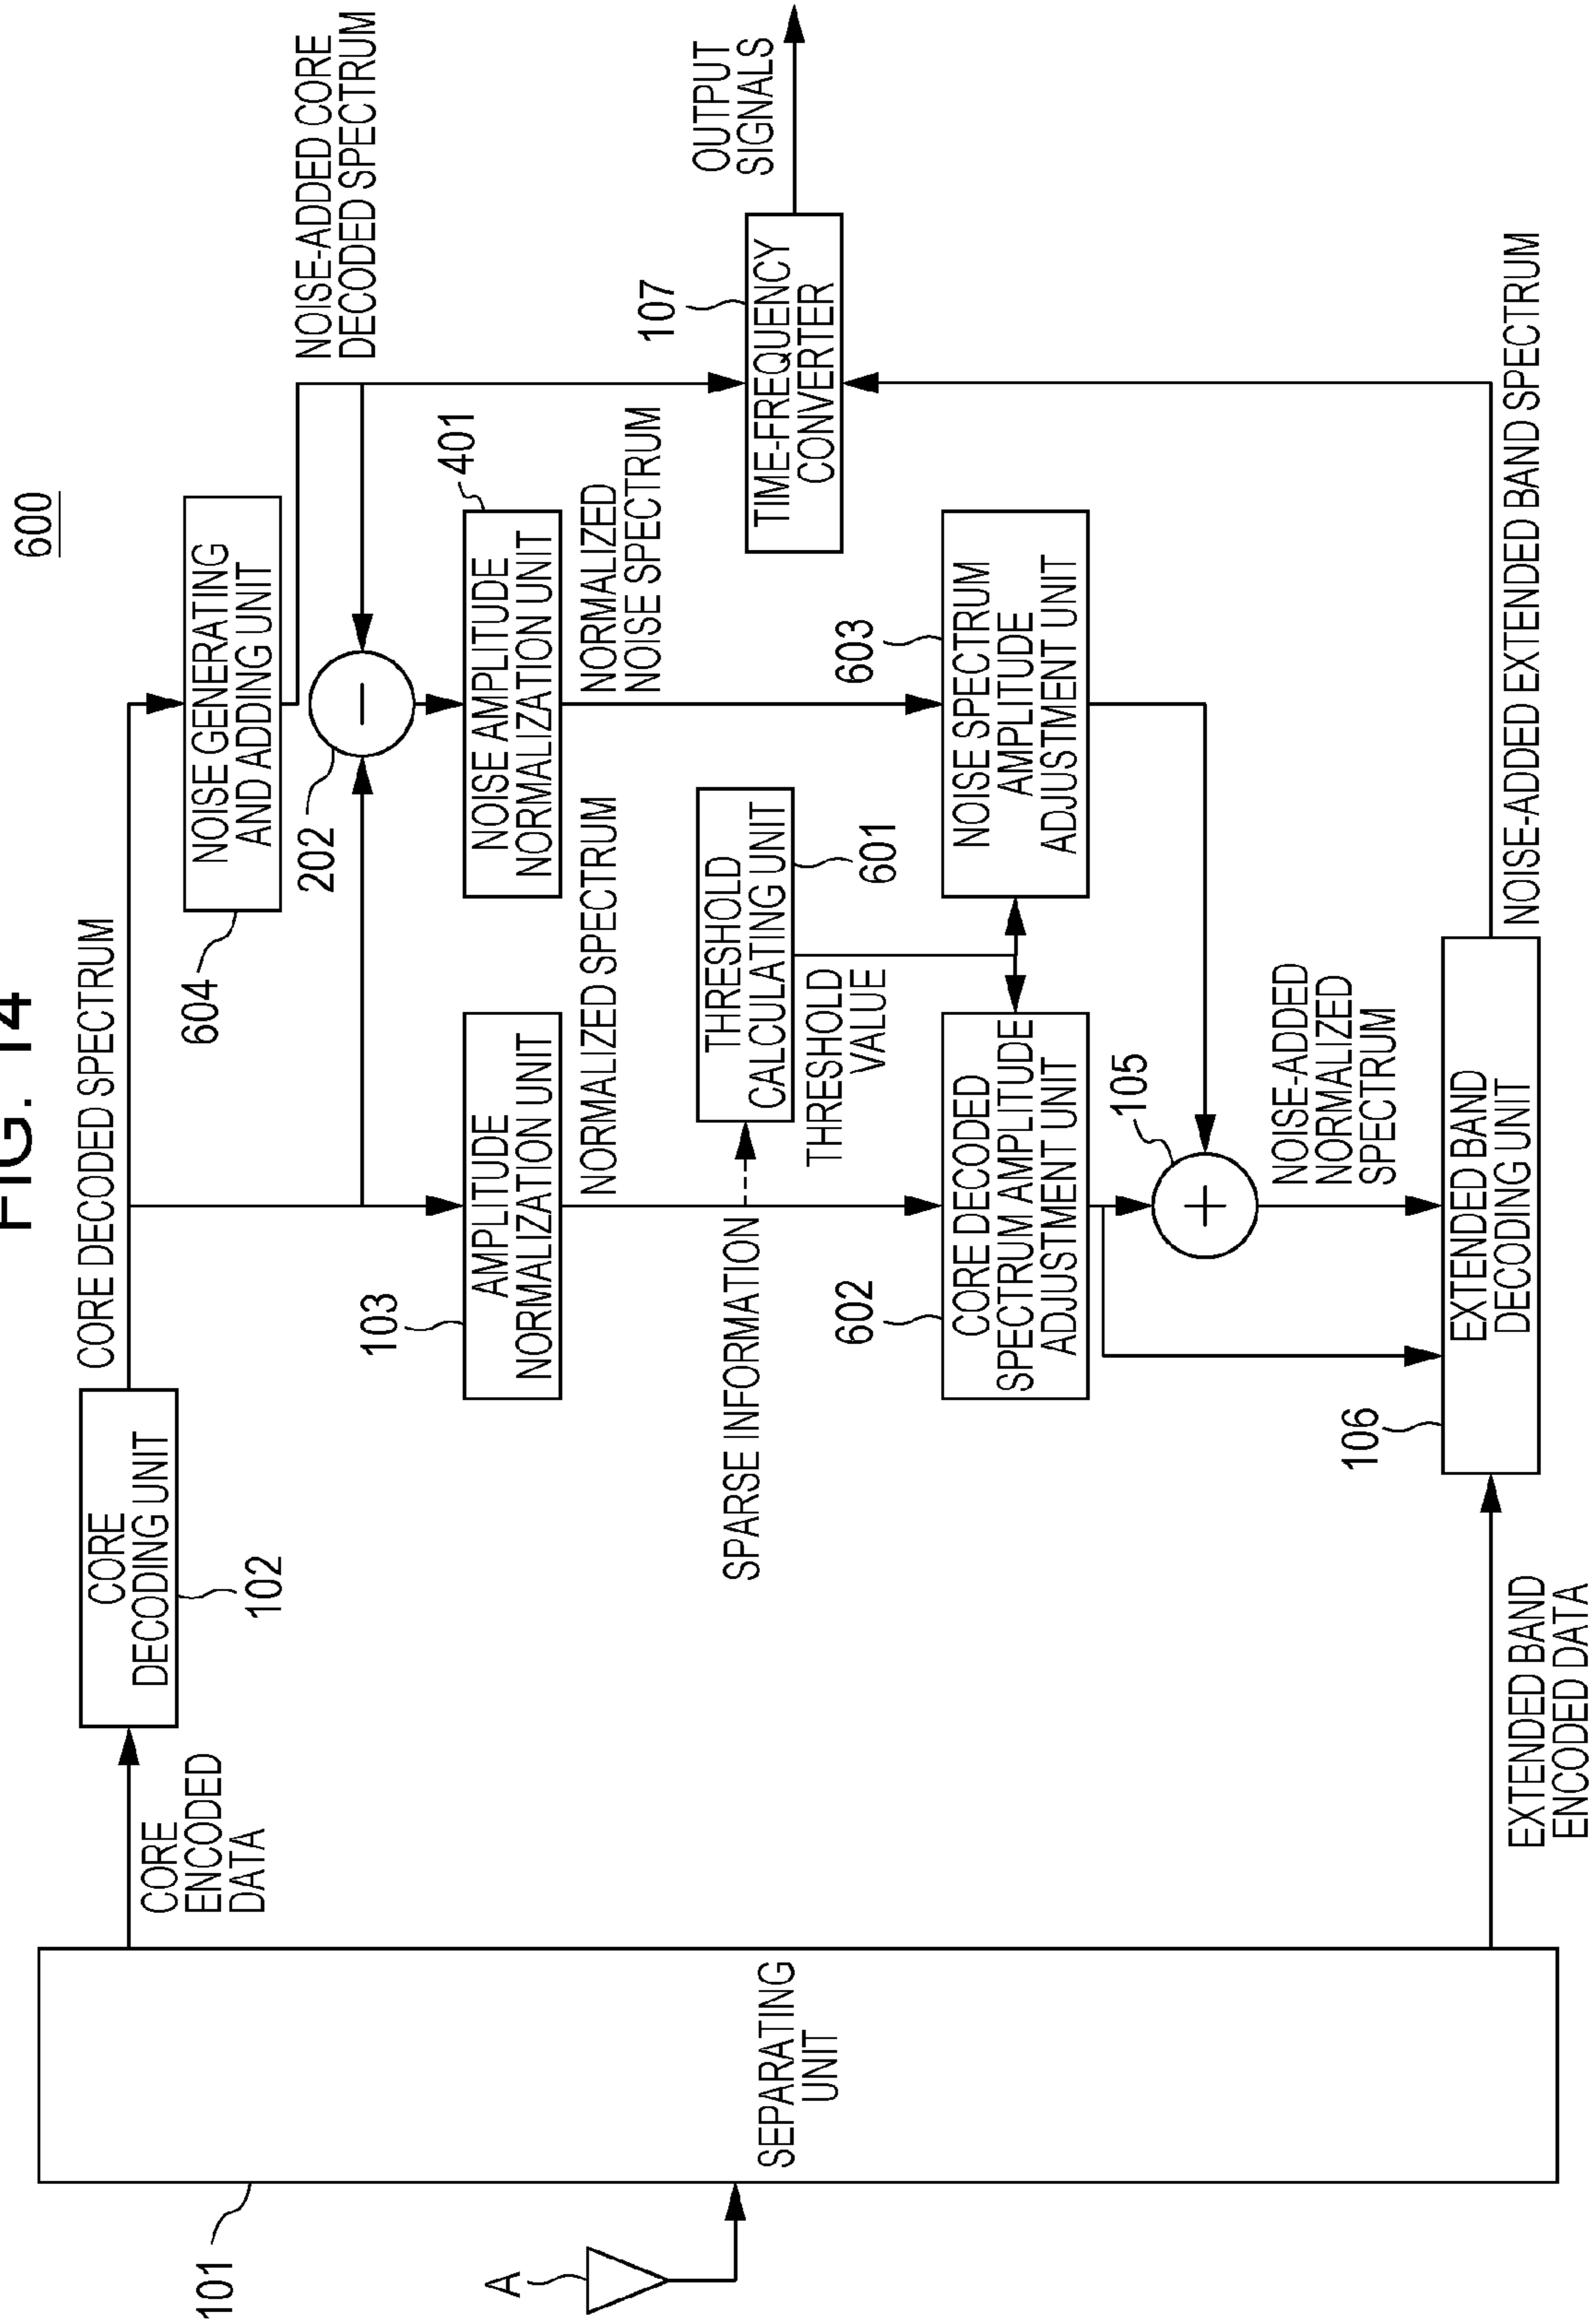 FIG. 14
600
101
A
SEPARATING
UNIT
CORE
ENCODED
DATA
CORE
DECODING UNIT
102
CORE DECODED SPECTRUM
604
NOISE GENERATING
AND ADDING UNIT
NOISE-ADDED CORE
DECODED SPECTRUM
202
−
103
AMPLITUDE
NORMALIZATION UNIT
NOISE AMPLITUDE
NORMALIZATION UNIT
401
NORMALIZED SPECTRUM
NORMALIZED
NOISE SPECTRUM
SPARSE INFORMATION
THRESHOLD
CALCULATING UNIT
601
THRESHOLD
VALUE
107
TIME-FREQUENCY
CONVERTER
OUTPUT
SIGNALS
602
CORE DECODED
SPECTRUM AMPLITUDE
ADJUSTMENT UNIT
603
NOISE SPECTRUM
AMPLITUDE
ADJUSTMENT UNIT
105
+
NOISE-ADDED
NORMALIZED
SPECTRUM
106
EXTENDED BAND
DECODING UNIT
EXTENDED BAND
ENCODED DATA
NOISE-ADDED EXTENDED BAND SPECTRUM